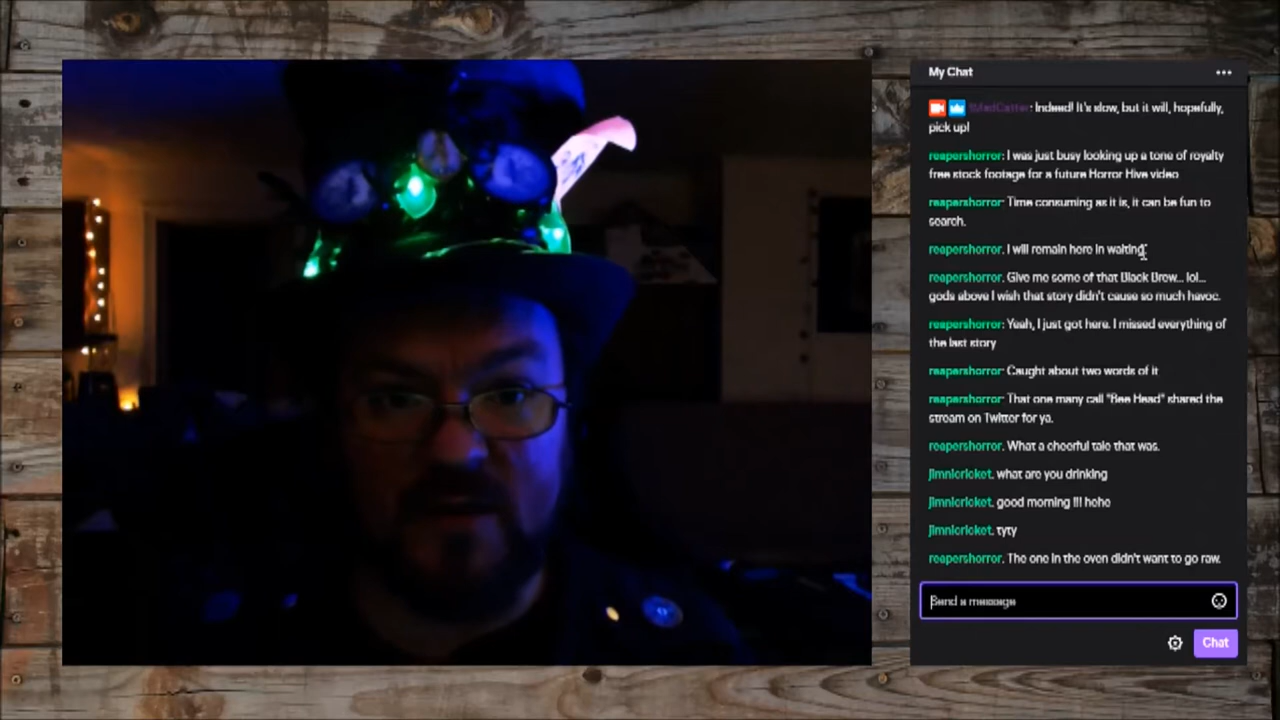 My Chat
Indeed! It's slow, but it will, hopefully,
pick up!
reapershorror: I was just busy looking up a tone of royalty
free stock footage for a future Horror Hive video
reapershorror: Time consuming as it is, it can be fun to
search.
reapershorror: I will remain here in waiting
reapershorror: Give me some of that Black Brew... lol...
gods above I wish that story didn't cause so much havoc.
reapershorror: Yeah, I just got here. I missed everything of
the last story
reapershorror: Caught about two words of it
reapershorror: That one many call "Bee Head" shared the
stream on Twitter for ya.
reapershorror: What a cheerful tale that was.
jimnicricket: what are you drinking
jimnicricket: good morning !!! hehe
jimnicricket: tyty
reapershorror: The one in the oven didn't want to go raw.
Send a message
Chat